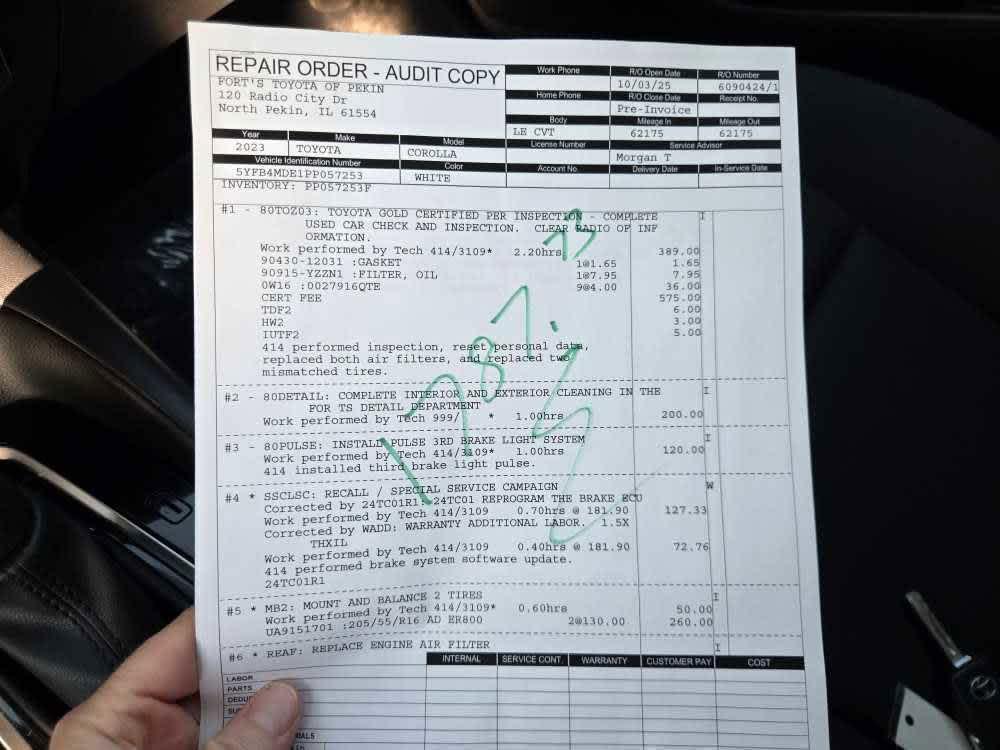 REPAIR ORDER - AUDIT COPY
FORT'S TOYOTA OF PEKIN
120 Radio City Dr
North Pekin, IL 61554
Work Phone R/O Open Date R/O Number
10/03/25 6090424/1
Home Phone R/O Close Date Receipt No.
Pre-Invoice
Body Mileage In Mileage Out
LE CVT 62175 62175
Year Make Model License Number Service Advisor
2023 TOYOTA COROLLA Morgan T
Vehicle Identification Number Color Account No. Delivery Date In-Service Date
5YFB4MDE1PP057253 WHITE
INVENTORY: PP057253F
#1 - 80TOZ03: TOYOTA GOLD CERTIFIED PER INSPECTION - COMPLETE I
USED CAR CHECK AND INSPECTION. CLEAR RADIO OF INF
ORMATION.
Work performed by Tech 414/3109* 2.20hrs 389.00
90430-12031 :GASKET 1@1.65 1.65
90915-YZZN1 :FILTER, OIL 1@7.95 7.95
0W16 :0027916QTE 9@4.00 36.00
CERT FEE 575.00
TDF2 6.00
HW2 3.00
IUTF2 5.00
414 performed inspection, reset personal data,
replaced both air filters, and replaced two
mismatched tires.
1787.73
#2 - 80DETAIL: COMPLETE INTERIOR AND EXTERIOR CLEANING IN THE I
FOR TS DETAIL DEPARTMENT
Work performed by Tech 999/ * 1.00hrs 200.00
#3 - 80PULSE: INSTALL PULSE 3RD BRAKE LIGHT SYSTEM I
Work performed by Tech 414/3109* 1.00hrs 120.00
414 installed third brake light pulse.
#4 * SSCLSC: RECALL / SPECIAL SERVICE CAMPAIGN W
Corrected by 24TC01R1: 24TC01 REPROGRAM THE BRAKE ECU
Work performed by Tech 414/3109 0.70hrs @ 181.90 127.33
Corrected by WADD: WARRANTY ADDITIONAL LABOR. 1.5X
THXIL
Work performed by Tech 414/3109 0.40hrs @ 181.90 72.76
414 performed brake system software update.
24TC01R1
#5 * MB2: MOUNT AND BALANCE 2 TIRES I
Work performed by Tech 414/3109* 0.60hrs 50.00
UA9151701 :205/55/R16 AD ER800 2@130.00 260.00
#6 * REAF: REPLACE ENGINE AIR FILTER I
INTERNAL SERVICE CONT. WARRANTY CUSTOMER PAY COST
LABOR
PARTS